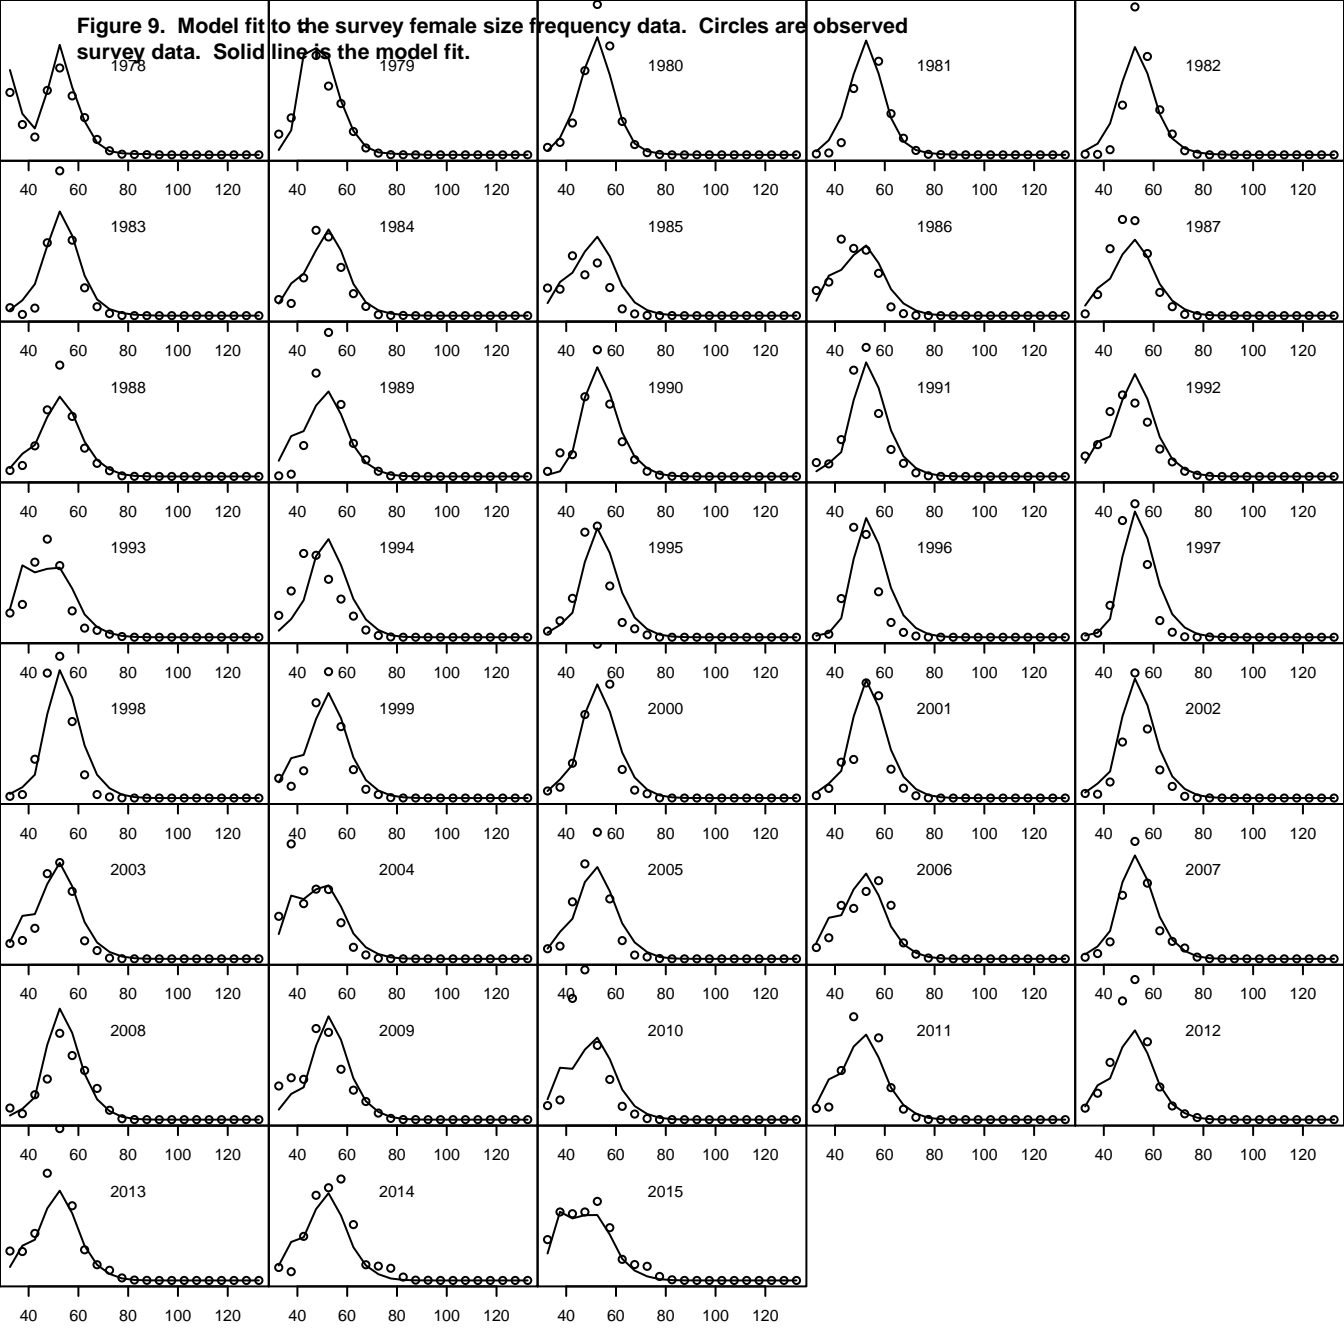 Figure 9. Model fit to the survey female size frequency data. Circles are observed
survey data. Solid line is the model fit.
1978 1979 1980 1981 1982
40 60 80 100 120 40 60 80 100 120 40 60 80 100 120 40 60 80 100 120 40 60 80 100 120
1983 1984 1985 1986 1987
40 60 80 100 120 40 60 80 100 120 40 60 80 100 120 40 60 80 100 120 40 60 80 100 120
1988 1989 1990 1991 1992
40 60 80 100 120 40 60 80 100 120 40 60 80 100 120 40 60 80 100 120 40 60 80 100 120
1993 1994 1995 1996 1997
40 60 80 100 120 40 60 80 100 120 40 60 80 100 120 40 60 80 100 120 40 60 80 100 120
1998 1999 2000 2001 2002
40 60 80 100 120 40 60 80 100 120 40 60 80 100 120 40 60 80 100 120 40 60 80 100 120
2003 2004 2005 2006 2007
40 60 80 100 120 40 60 80 100 120 40 60 80 100 120 40 60 80 100 120 40 60 80 100 120
2008 2009 2010 2011 2012
40 60 80 100 120 40 60 80 100 120 40 60 80 100 120 40 60 80 100 120 40 60 80 100 120
2013 2014 2015
40 60 80 100 120 40 60 80 100 120 40 60 80 100 120